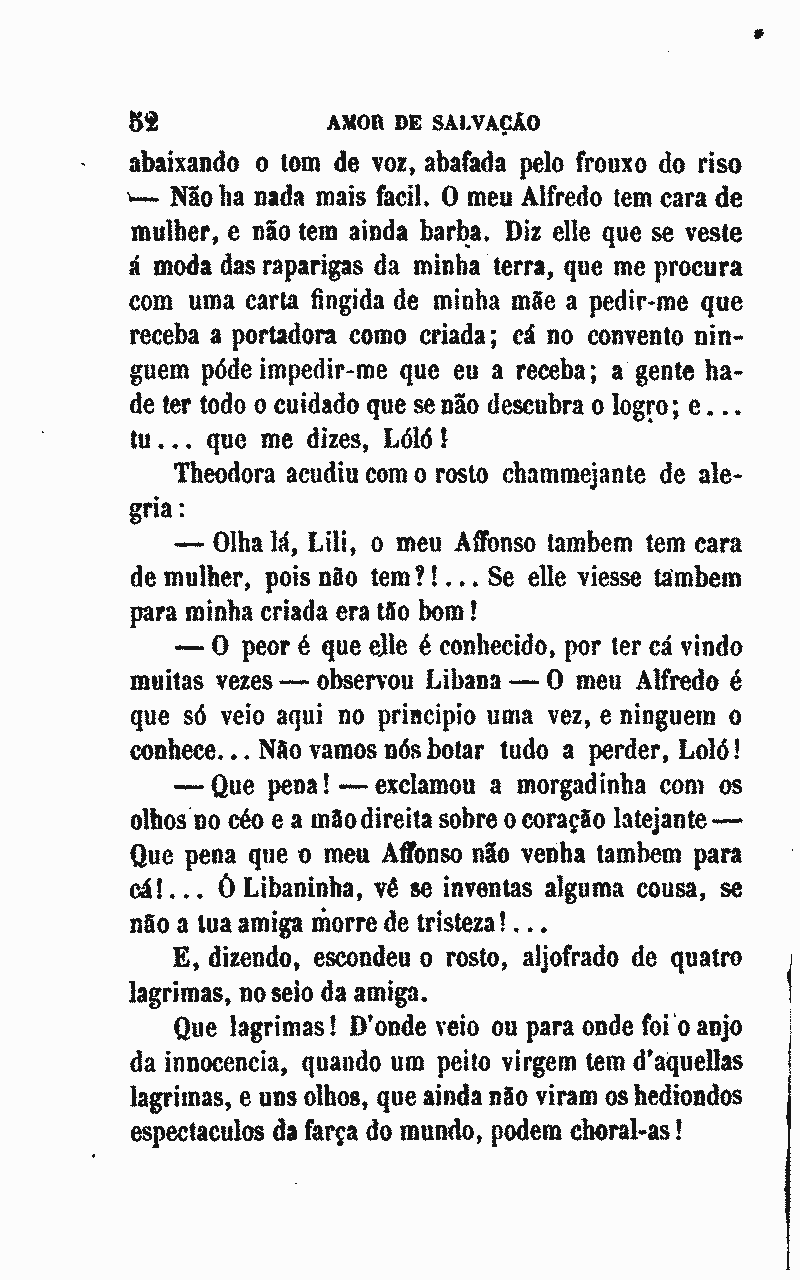 52 AMOR DE SALVAÇÃO
abaixando o tom de voz, abafada pelo frouxo do riso
— Não ha nada mais facil. O meu Alfredo tem cara de
mulher, e não tem ainda barba. Diz elle que se veste
á moda das raparigas da minha terra, que me procura
com uma carta fingida de minha mãe a pedir-me que
receba a portadora como criada; cá no convento nin-
guem póde impedir-me que eu a receba; a gente ha-
de ter todo o cuidado que se não descubra o logro; e...
tu... que me dizes, Lóló!
Theodora acudiu com o rosto chammejante de ale-
gria:
— Olha lá, Lili, o meu Affonso tambem tem cara
de mulher, pois não tem?!... Se elle viesse tambem
para minha criada era tão bom!
— O peor é que elle é conhecido, por ter cá vindo
muitas vezes — observou Libana — O meu Alfredo é
que só veio aqui no principio uma vez, e ninguem o
conhece... Não vamos nós botar tudo a perder, Loló!
— Que pena! — exclamou a morgadinha com os
olhos no céo e a mão direita sobre o coração latejante —
Que pena que o meu Affonso não venha tambem para
cá!... Ó Libaninha, vê se inventas alguma cousa, se
não a tua amiga morre de tristeza!...
E, dizendo, escondeu o rosto, aljofrado de quatro
lagrimas, no seio da amiga.
Que lagrimas! D'onde veio ou para onde foi o anjo
da innocencia, quando um peito virgem tem d'aquellas
lagrimas, e uns olhos, que ainda não viram os hediondos
espectaculos da farça do mundo, podem choral-as!